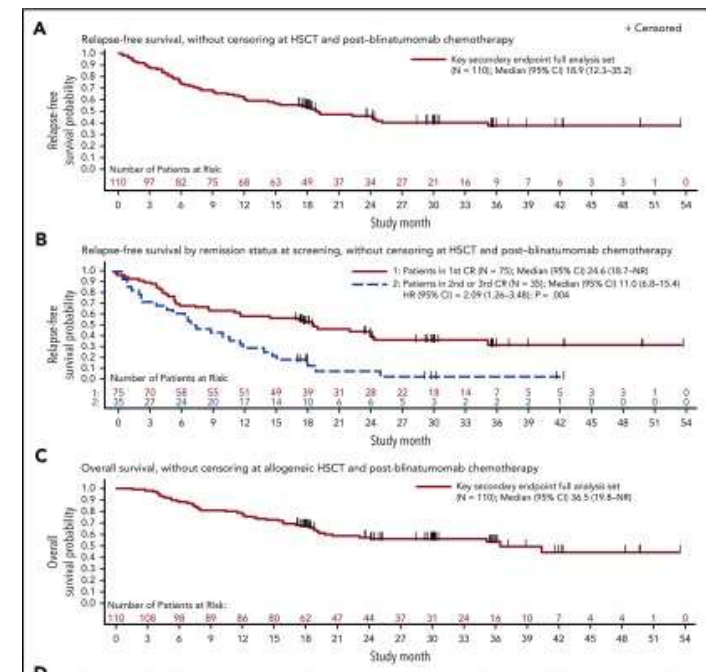 A
Relapse-free survival, without censoring at HSCT and post–blinatumomab chemotherapy
+ Censored
Key secondary endpoint full analysis set
(N = 110); Median (95% CI) 18.9 (12.3–35.2)
Relapse-free
survival probability
1.0
0.9
0.8
0.7
0.6
0.5
0.4
0.3
0.2
0.1
0.0
Number of Patients at Risk:
110 97 82 75 68 63 49 37 34 27 21 16 9 7 6 3 3 1 0
0 3 6 9 12 15 18 21 24 27 30 33 36 39 42 45 48 51 54
Study month
B
Relapse-free survival by remission status at screening, without censoring at HSCT and post–blinatumomab chemotherapy
1: Patients in 1st CR (N = 75); Median (95% CI) 24.6 (18.7–NR)
2: Patients in 2nd or 3rd CR (N = 35); Median (95% CI) 11.0 (6.8–15.4)
HR (95% CI) = 2.09 (1.26–3.48); P = .004
Relapse-free
survival probability
1.0
0.9
0.8
0.7
0.6
0.5
0.4
0.3
0.2
0.1
0.0
Number of Patients at Risk:
1: 75 70 58 55 51 49 39 31 28 22 18 14 7 5 5 3 3 1 0
2: 35 27 24 20 17 14 10 6 6 5 3 2 2 2 1 0 0 0 0
0 3 6 9 12 15 18 21 24 27 30 33 36 39 42 45 48 51 54
Study month
C
Overall survival, without censoring at allogeneic HSCT and post-blinatumomab chemotherapy
Key secondary endpoint full analysis set
(N = 110); Median (95% CI) 36.5 (19.8–NR)
Overall
survival probability
1.0
0.9
0.8
0.7
0.6
0.5
0.4
0.3
0.2
0.1
0.0
Number of Patients at Risk:
110 108 98 89 86 80 62 47 44 37 31 24 16 10 7 4 4 1 0
0 3 6 9 12 15 18 21 24 27 30 33 36 39 42 45 48 51 54
Study month